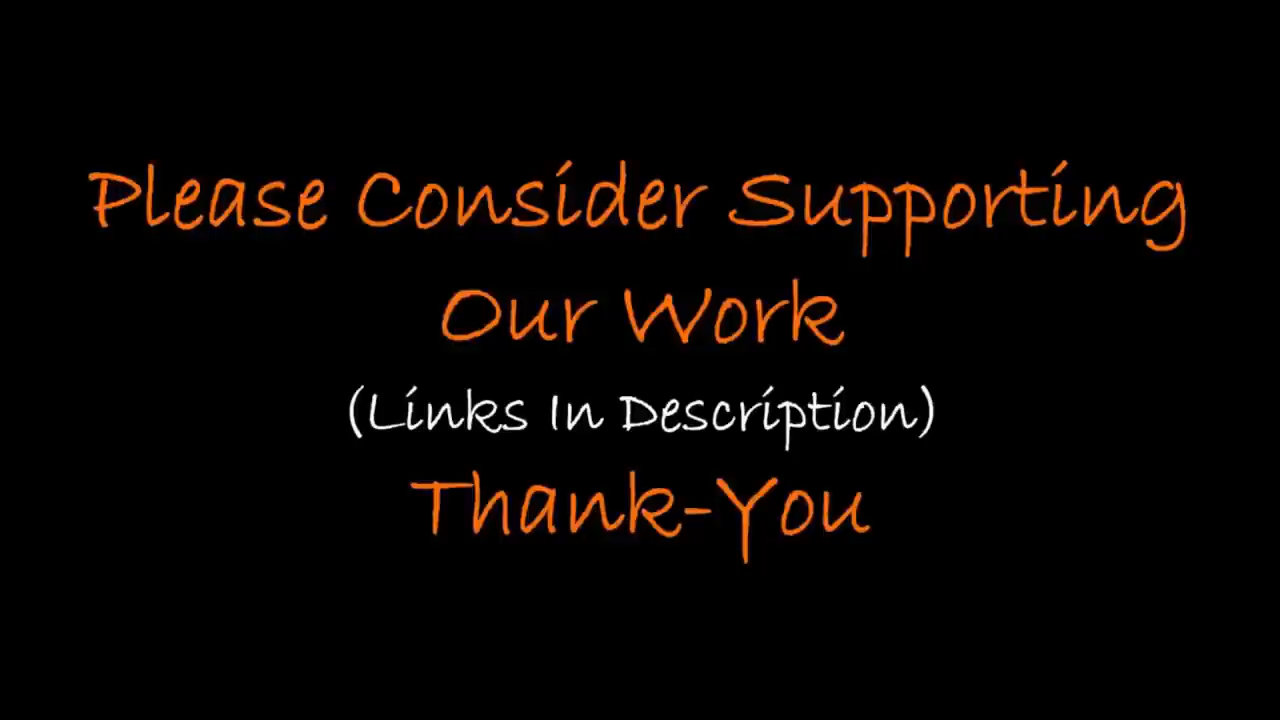 Please Consider Supporting
Our Work
(Links In Description)
Thank-You